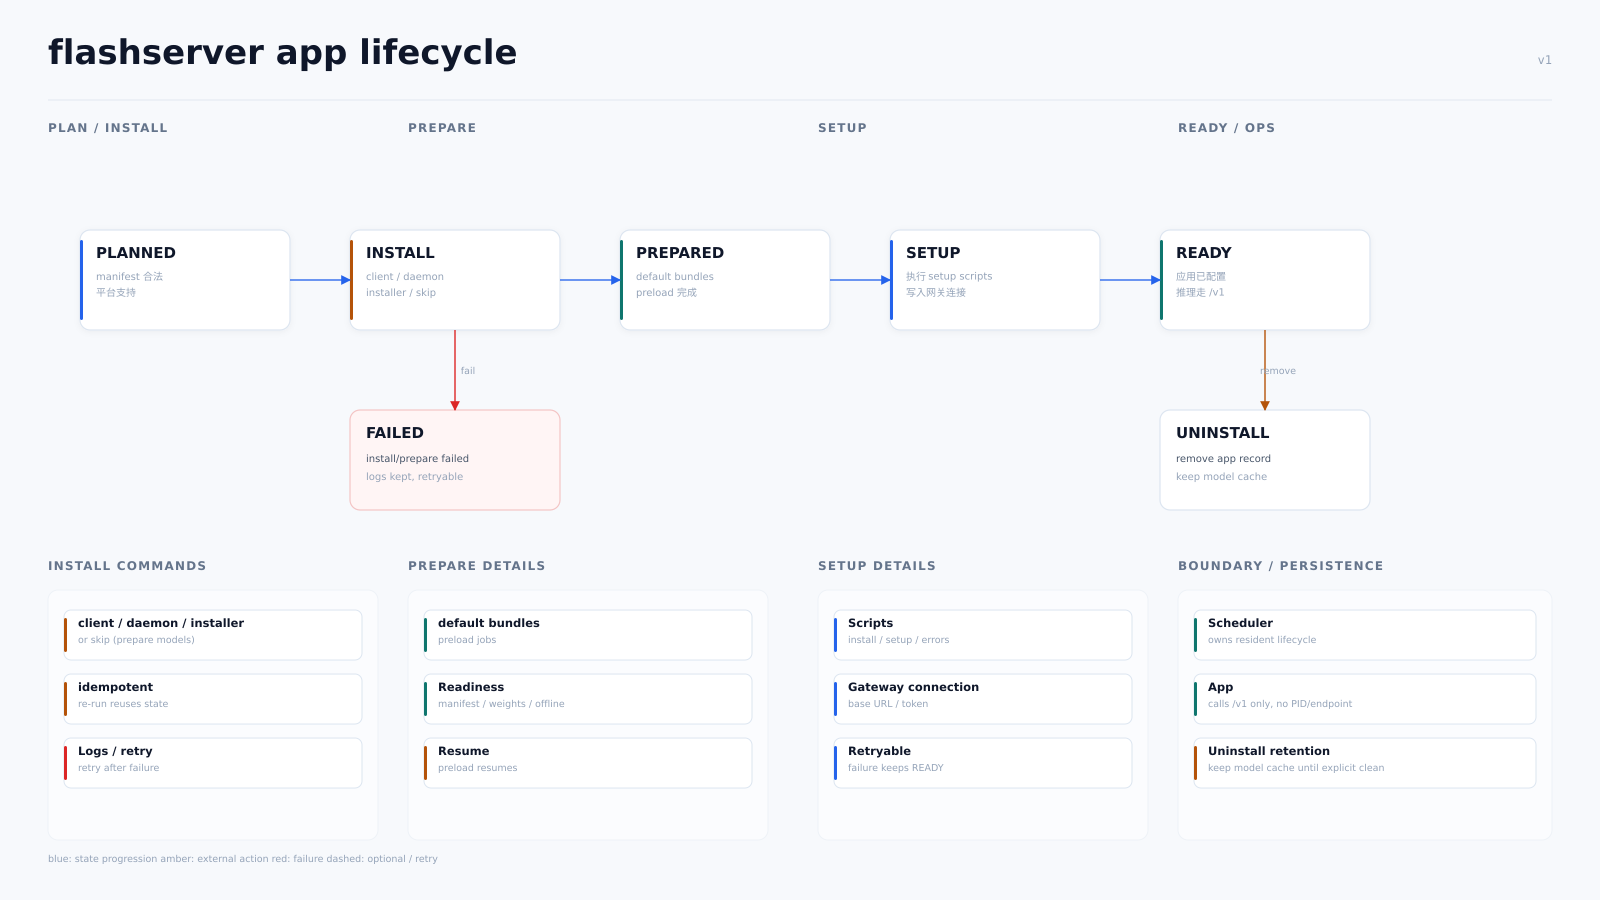 flashserver app lifecycle
v1
PLAN / INSTALL
PREPARE
SETUP
READY / OPS
PLANNED
manifest 合法
平台支持
INSTALL
client / daemon
installer / skip
PREPARED
default bundles
preload 完成
SETUP
执行 setup scripts
写入网关连接
READY
应用已配置
推理走 /v1
fail
remove
FAILED
install/prepare failed
logs kept, retryable
UNINSTALL
remove app record
keep model cache
INSTALL COMMANDS
client / daemon / installer
or skip (prepare models)
idempotent
re-run reuses state
Logs / retry
retry after failure
PREPARE DETAILS
default bundles
preload jobs
Readiness
manifest / weights / offline
Resume
preload resumes
SETUP DETAILS
Scripts
install / setup / errors
Gateway connection
base URL / token
Retryable
failure keeps READY
BOUNDARY / PERSISTENCE
Scheduler
owns resident lifecycle
App
calls /v1 only, no PID/endpoint
Uninstall retention
keep model cache until explicit clean
blue: state progression amber: external action red: failure dashed: optional / retry